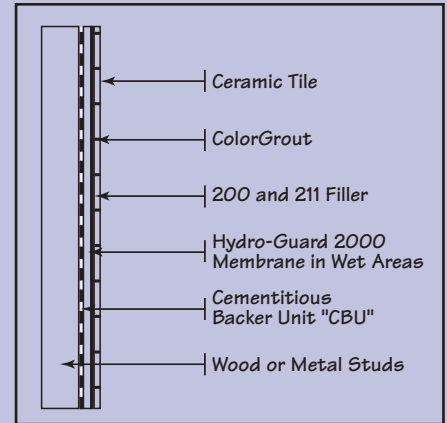 Ceramic Tile
ColorGrout
200 and 211 Filler
Hydro-Guard 2000
Membrane in Wet Areas
Cementitious
Backer Unit "CBU"
Wood or Metal Studs